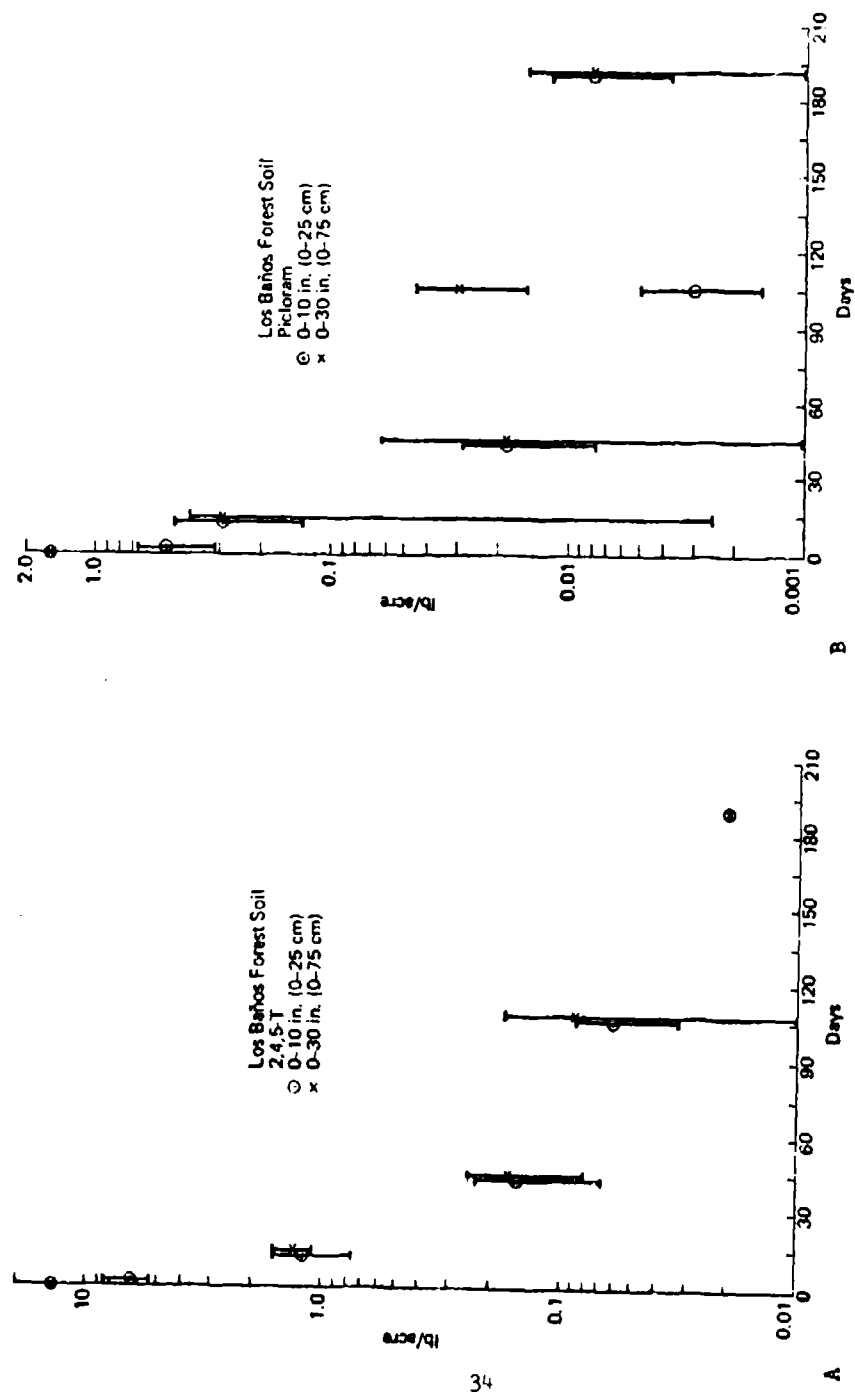 Los Baños Forest Soil
2,4,5-T
⊙ 0-10 in. (0-25 cm)
× 0-30 in. (0-75 cm)
lb/acre
10
1.0
0.1
0.01
0
30
60
90
120
150
180
210
Days
A
Los Baños Forest Soil
Picloram
⊙ 0-10 in. (0-25 cm)
× 0-30 in. (0-75 cm)
lb/acre
2.0
1.0
0.1
0.01
0.001
0
30
60
90
120
150
180
210
Days
B
34